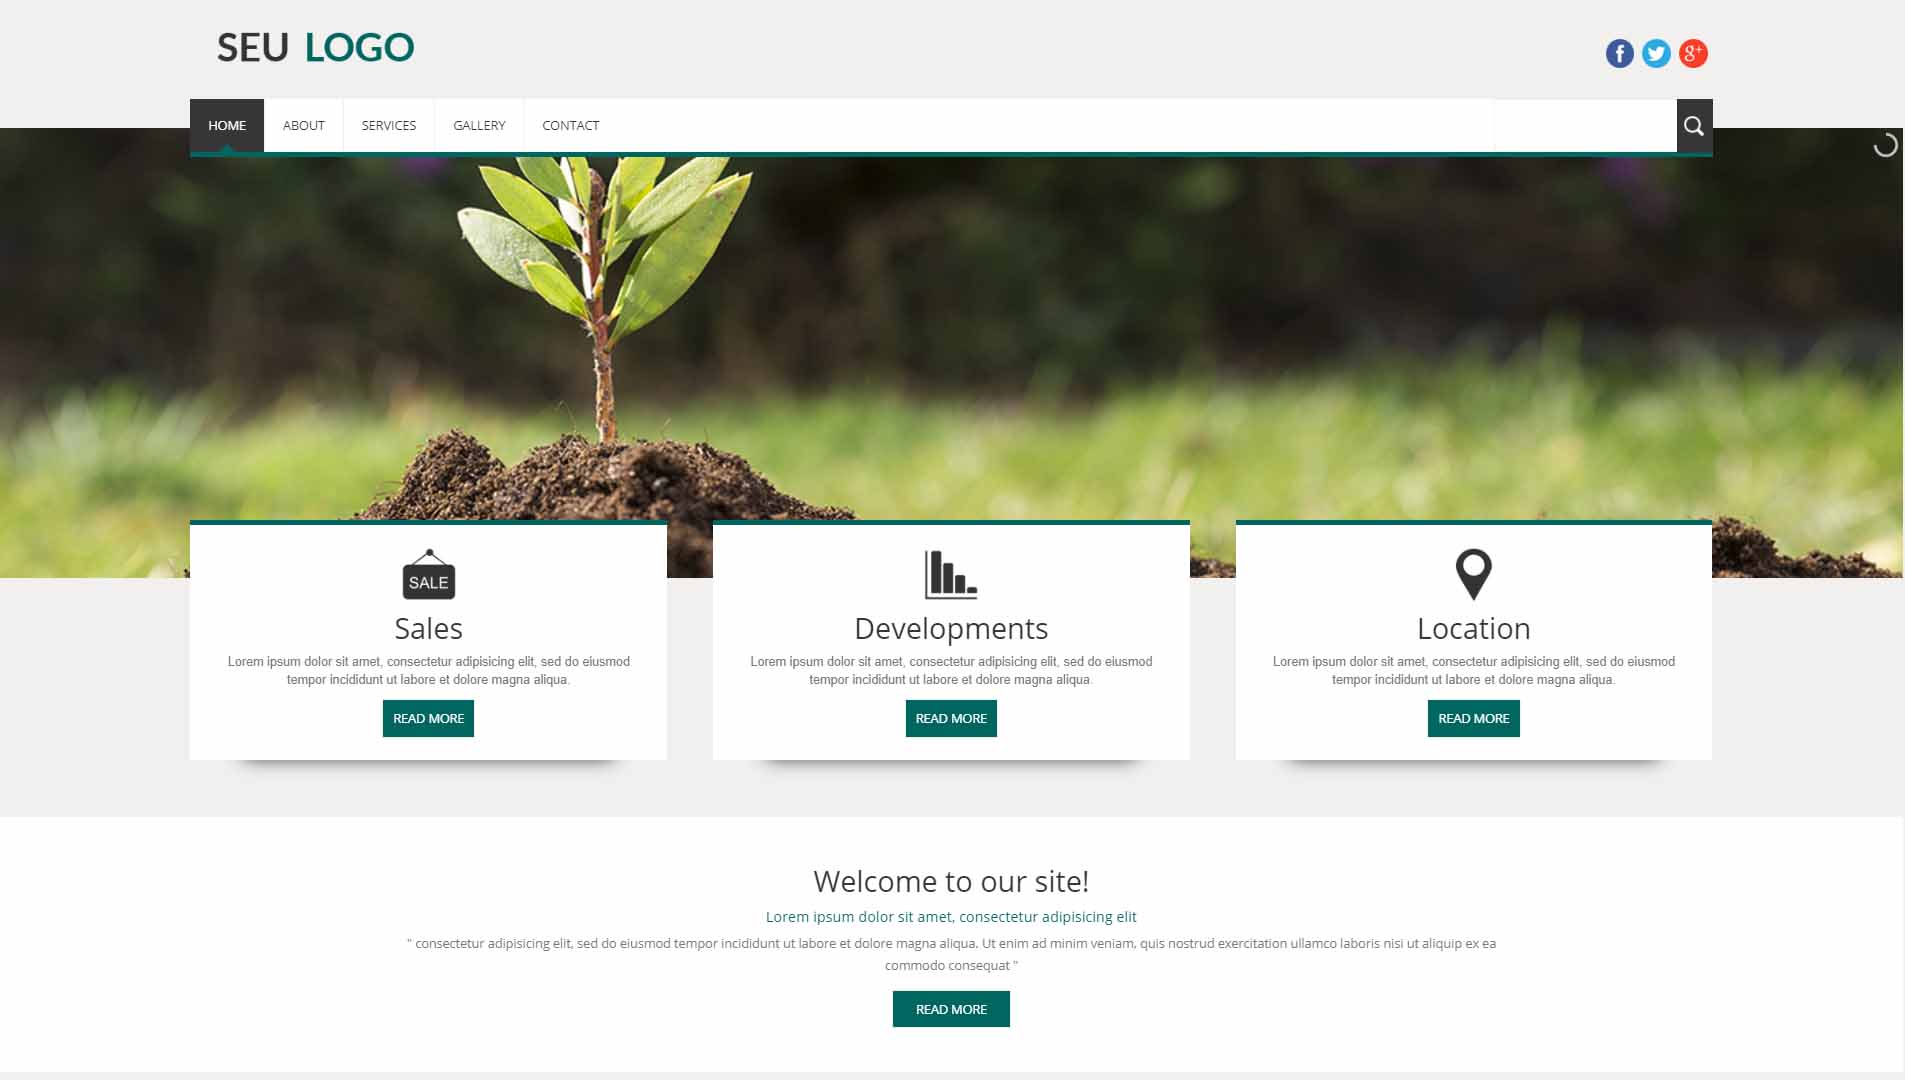 SEU LOGO
HOME ABOUT SERVICES GALLERY CONTACT
SALE
Sales
Lorem ipsum dolor sit amet, consectetur adipisicing elit, sed do eiusmod
tempor incididunt ut labore et dolore magna aliqua.
READ MORE
Developments
Lorem ipsum dolor sit amet, consectetur adipisicing elit, sed do eiusmod
tempor incididunt ut labore et dolore magna aliqua.
READ MORE
Location
Lorem ipsum dolor sit amet, consectetur adipisicing elit, sed do eiusmod
tempor incididunt ut labore et dolore magna aliqua.
READ MORE
Welcome to our site!
Lorem ipsum dolor sit amet, consectetur adipisicing elit
" consectetur adipisicing elit, sed do eiusmod tempor incididunt ut labore et dolore magna aliqua. Ut enim ad minim veniam, quis nostrud exercitation ullamco laboris nisi ut aliquip ex ea
commodo consequat "
READ MORE